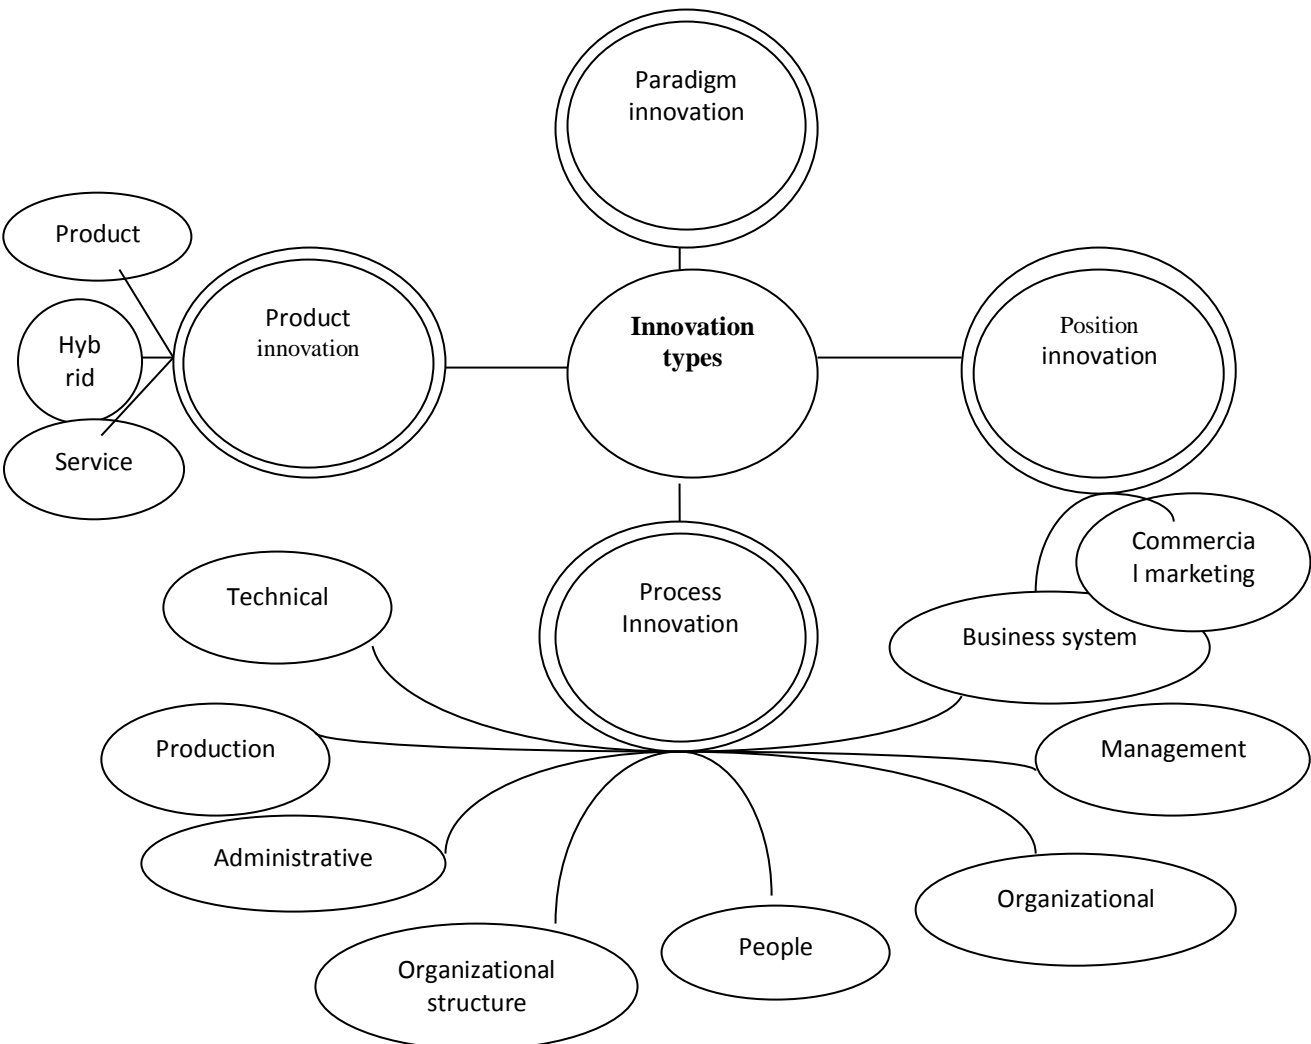 Paradigm
innovation
Product
Product
innovation
Innovation
types
Position
innovation
Hyb
rid
Service
Commercia
l marketing
Technical
Process
Innovation
Business system
Production
Management
Administrative
Organizational
People
Organizational
structure